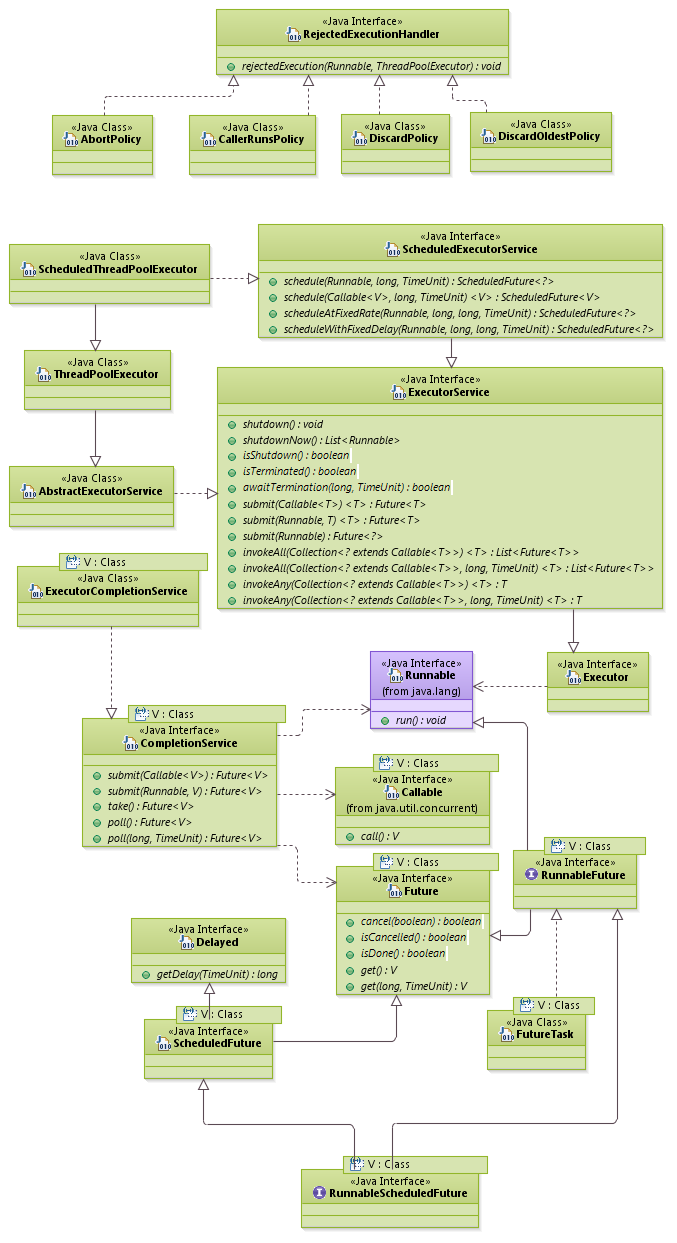 «Java Interface»
RejectedExecutionHandler
rejectedExecution(Runnable, ThreadPoolExecutor) : void
«Java Class»
AbortPolicy
«Java Class»
CallerRunsPolicy
«Java Class»
DiscardPolicy
«Java Class»
DiscardOldestPolicy
«Java Class»
ScheduledThreadPoolExecutor
«Java Interface»
ScheduledExecutorService
schedule(Runnable, long, TimeUnit) : ScheduledFuture<?>
schedule(Callable<V>, long, TimeUnit) <V> : ScheduledFuture<V>
scheduleAtFixedRate(Runnable, long, long, TimeUnit) : ScheduledFuture<?>
scheduleWithFixedDelay(Runnable, long, long, TimeUnit) : ScheduledFuture<?>
«Java Class»
ThreadPoolExecutor
«Java Interface»
ExecutorService
shutdown() : void
shutdownNow() : List<Runnable>
isShutdown() : boolean
isTerminated() : boolean
awaitTermination(long, TimeUnit) : boolean
submit(Callable<T>) <T> : Future<T>
submit(Runnable, T) <T> : Future<T>
submit(Runnable) : Future<?>
invokeAll(Collection<? extends Callable<T>>) <T> : List<Future<T>>
invokeAll(Collection<? extends Callable<T>>, long, TimeUnit) <T> : List<Future<T>>
invokeAny(Collection<? extends Callable<T>>) <T> : T
invokeAny(Collection<? extends Callable<T>>, long, TimeUnit) <T> : T
«Java Class»
AbstractExecutorService
V : Class
«Java Class»
ExecutorCompletionService
«Java Interface»
Runnable
(from java.lang)
run() : void
«Java Interface»
Executor
V : Class
«Java Interface»
CompletionService
submit(Callable<V>) : Future<V>
submit(Runnable, V) : Future<V>
take() : Future<V>
poll() : Future<V>
poll(long, TimeUnit) : Future<V>
V : Class
«Java Interface»
Callable
(from java.util.concurrent)
call() : V
V : Class
«Java Interface»
RunnableFuture
V : Class
«Java Interface»
Future
cancel(boolean) : boolean
isCancelled() : boolean
isDone() : boolean
get() : V
get(long, TimeUnit) : V
«Java Interface»
Delayed
getDelay(TimeUnit) : long
V : Class
«Java Interface»
ScheduledFuture
V : Class
«Java Class»
FutureTask
V : Class
«Java Interface»
RunnableScheduledFuture